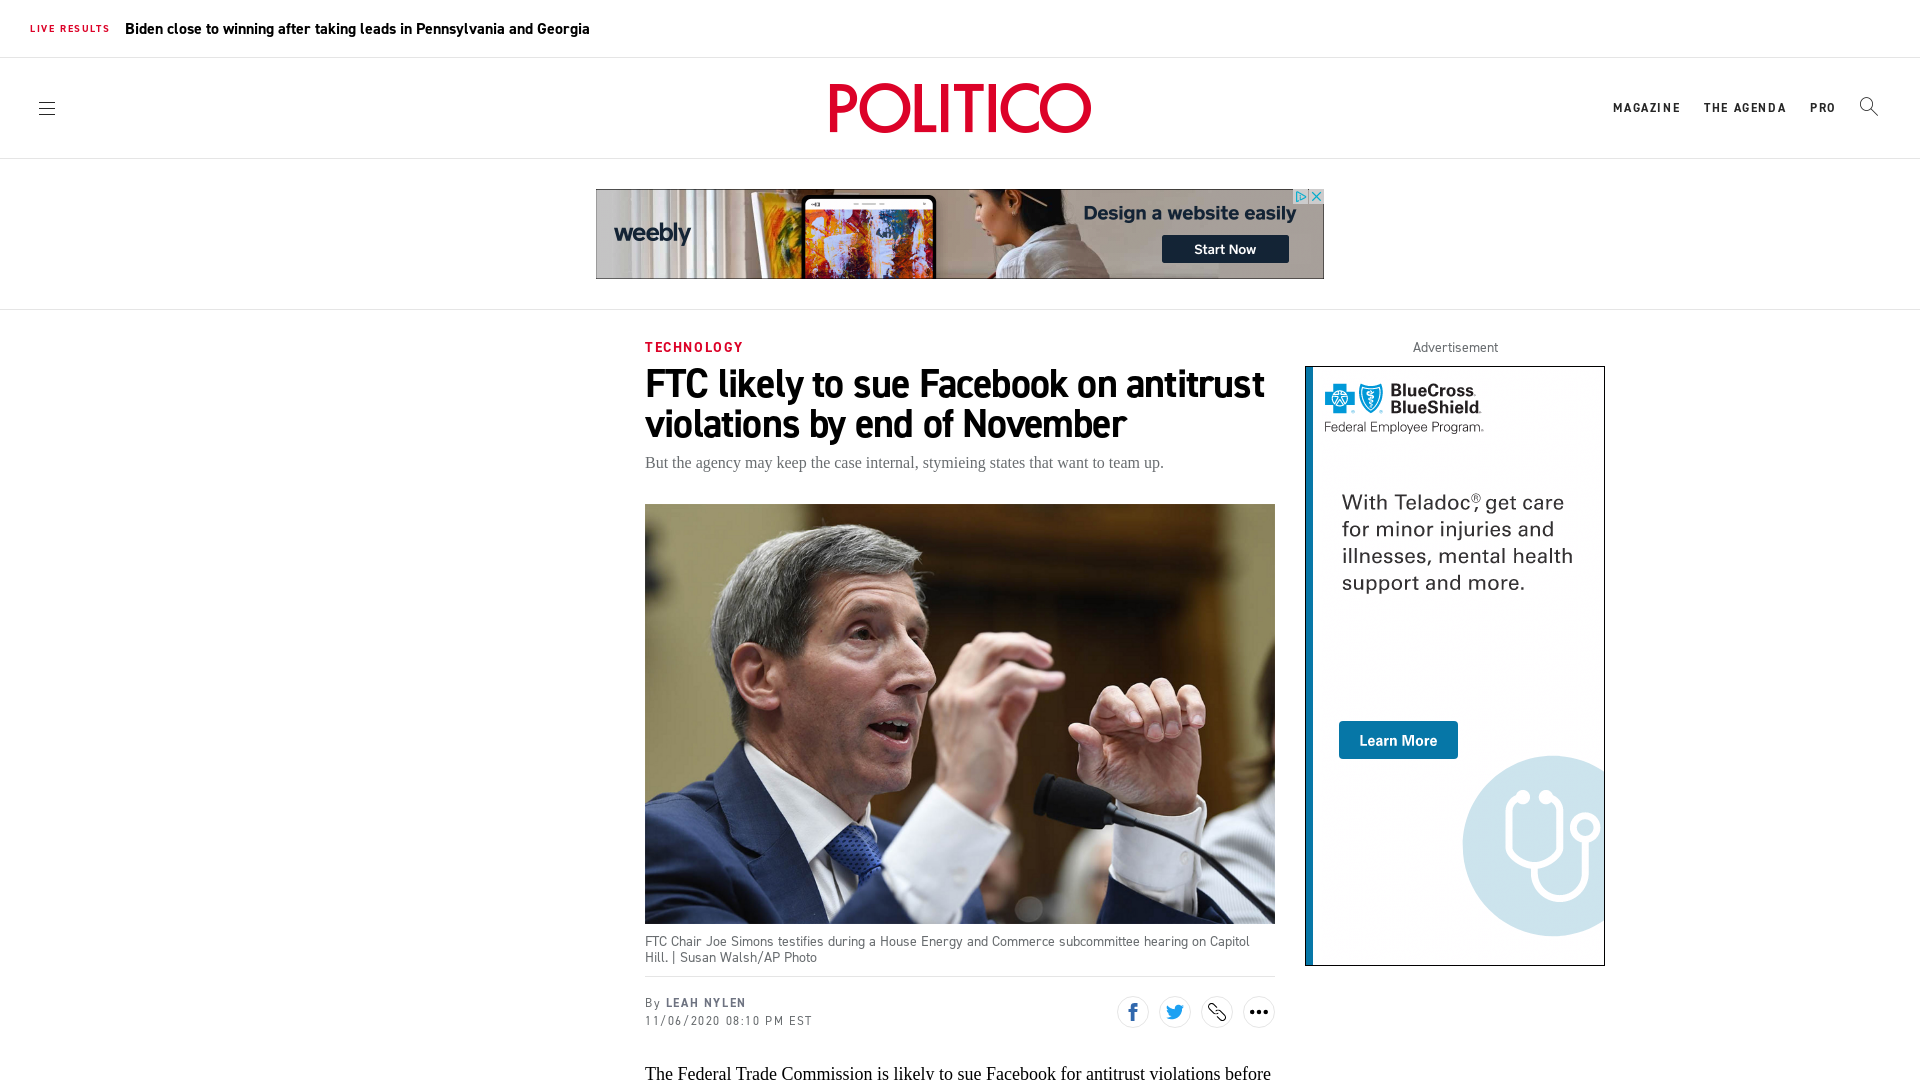 LIVE RESULTS Biden close to winning after taking leads in Pennsylvania and Georgia
POLITICO
MAGAZINE THE AGENDA PRO
weebly
Design a website easily
Start Now
TECHNOLOGY
FTC likely to sue Facebook on antitrust
violations by end of November
But the agency may keep the case internal, stymieing states that want to team up.
FTC Chair Joe Simons testifies during a House Energy and Commerce subcommittee hearing on Capitol
Hill. | Susan Walsh/AP Photo
By LEAH NYLEN
11/06/2020 08:10 PM EST
The Federal Trade Commission is likely to sue Facebook for antitrust violations before
Advertisement
BlueCross
BlueShield
Federal Employee Program.
With Teladoc®, get care
for minor injuries and
illnesses, mental health
support and more.
Learn More